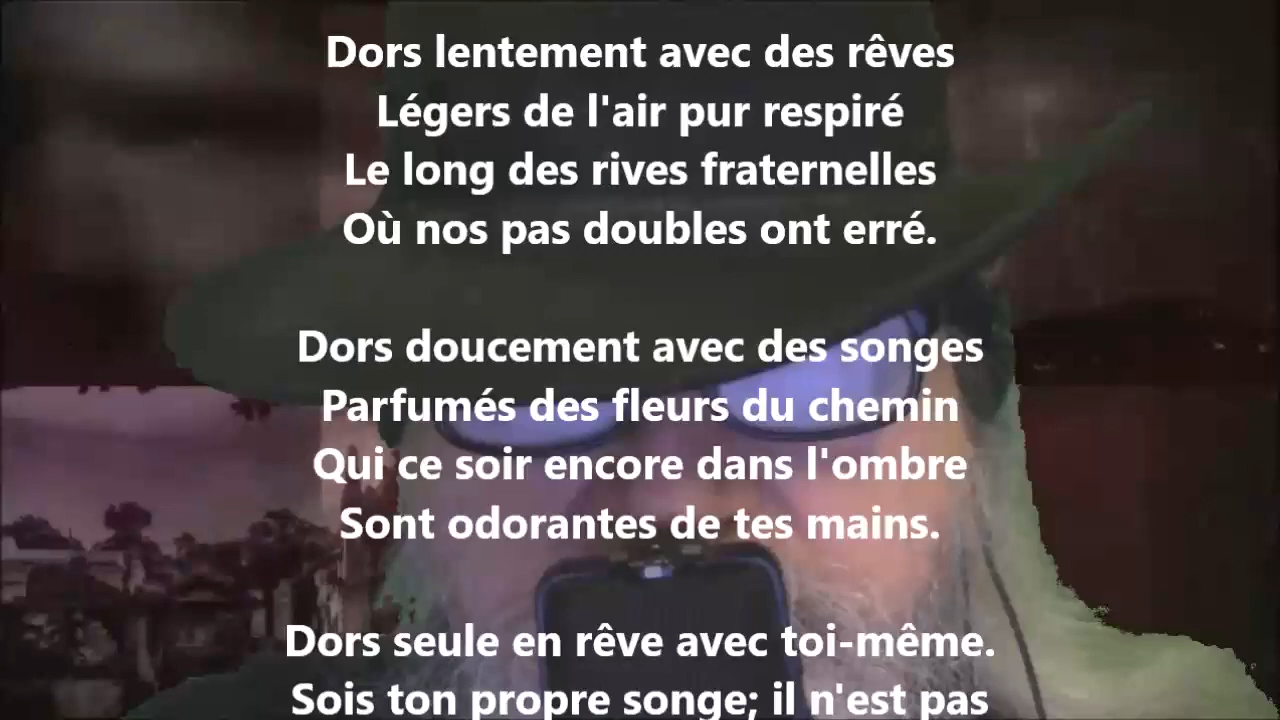 Dors lentement avec des rêves
Légers de l'air pur respiré
Le long des rives fraternelles
Où nos pas doubles ont erré.
Dors doucement avec des songes
Parfumés des fleurs du chemin
Qui ce soir encore dans l'ombre
Sont odorantes de tes mains.
Dors seule en rêve avec toi-même.
Sois ton propre songe; il n'est pas